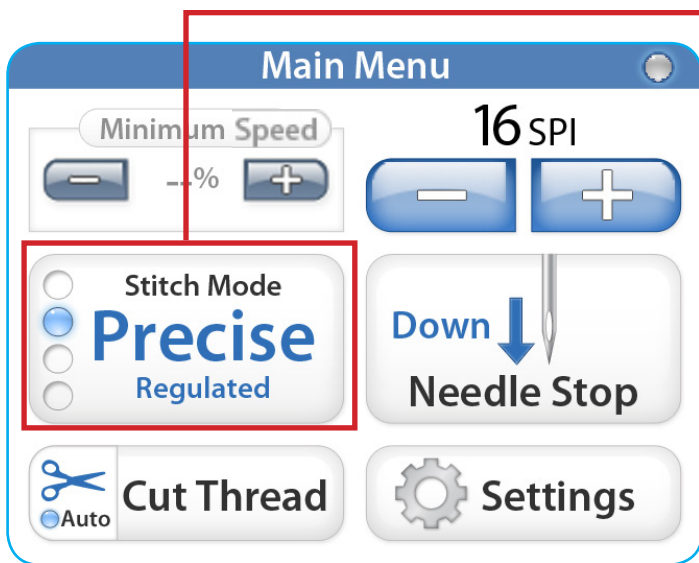 Main Menu
Minimum Speed
--%
16 SPI
Stitch Mode
Precise
Regulated
Down
Needle Stop
Auto
Cut Thread
Settings